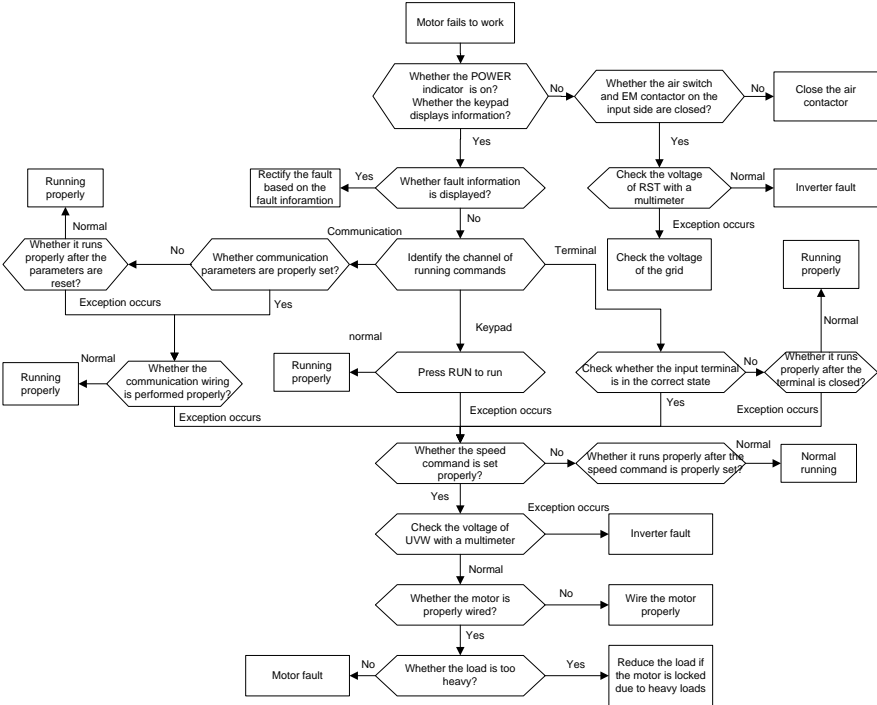 Motor fails to work
Whether the POWER
indicator is on?
Whether the keypad
displays information?
No
Whether the air switch
and EM contactor on the
input side are closed?
No
Close the air
contactor
Yes
Yes
Rectify the fault
based on the
fault inforamtion
Yes
Whether fault information
is displayed?
Check the voltage
of RST with a
multimeter
Normal
Inverter fault
Running
properly
Normal
No
Exception occurs
Communication
Whether it runs
properly after the
parameters are
reset?
No
Whether communication
parameters are properly set?
Identify the channel of
running commands
Terminal
Check the voltage
of the grid
Running
properly
Exception occurs
Yes
Keypad
normal
Normal
Running
properly
Normal
Whether the
communication wiring
is performed properly?
Running
properly
Press RUN to run
Check whether the input terminal
is in the correct state
No
Whether it runs
properly after the
terminal is closed?
Exception occurs
Exception occurs
Yes
Exception occurs
Whether the speed
command is set
properly?
No
Whether it runs properly after the
speed command is properly set?
Normal
Normal
running
Yes
Check the voltage of
UVW with a multimeter
Exception occurs
Inverter fault
Normal
Whether the motor is
properly wired?
No
Wire the motor
properly
Yes
Motor fault
No
Whether the load is too
heavy?
Yes
Reduce the load if
the motor is locked
due to heavy loads